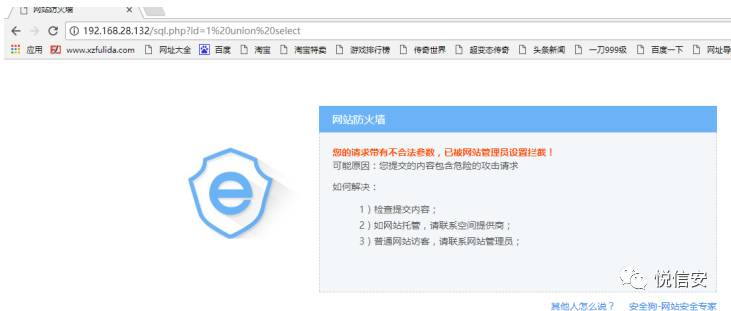 网站防火墙
192.168.28.132/sql.php?id=1%20union%20select
应用 www.xzfulida.com 网址大全 百度 淘宝 淘宝特卖 游戏排行榜 传奇世界 超变态传奇 头条新闻 一刀999级 百度一下 网址导
网站防火墙
您的请求带有不合法参数，已被网站管理员设置拦截！
可能原因：您提交的内容包含危险的攻击请求
如何解决：
1）检查提交内容；
2）如网站托管，请联系空间提供商；
3）普通网站访客，请联系网站管理员；
悦信安
其他人怎么说？ 安全狗-网站安全专家